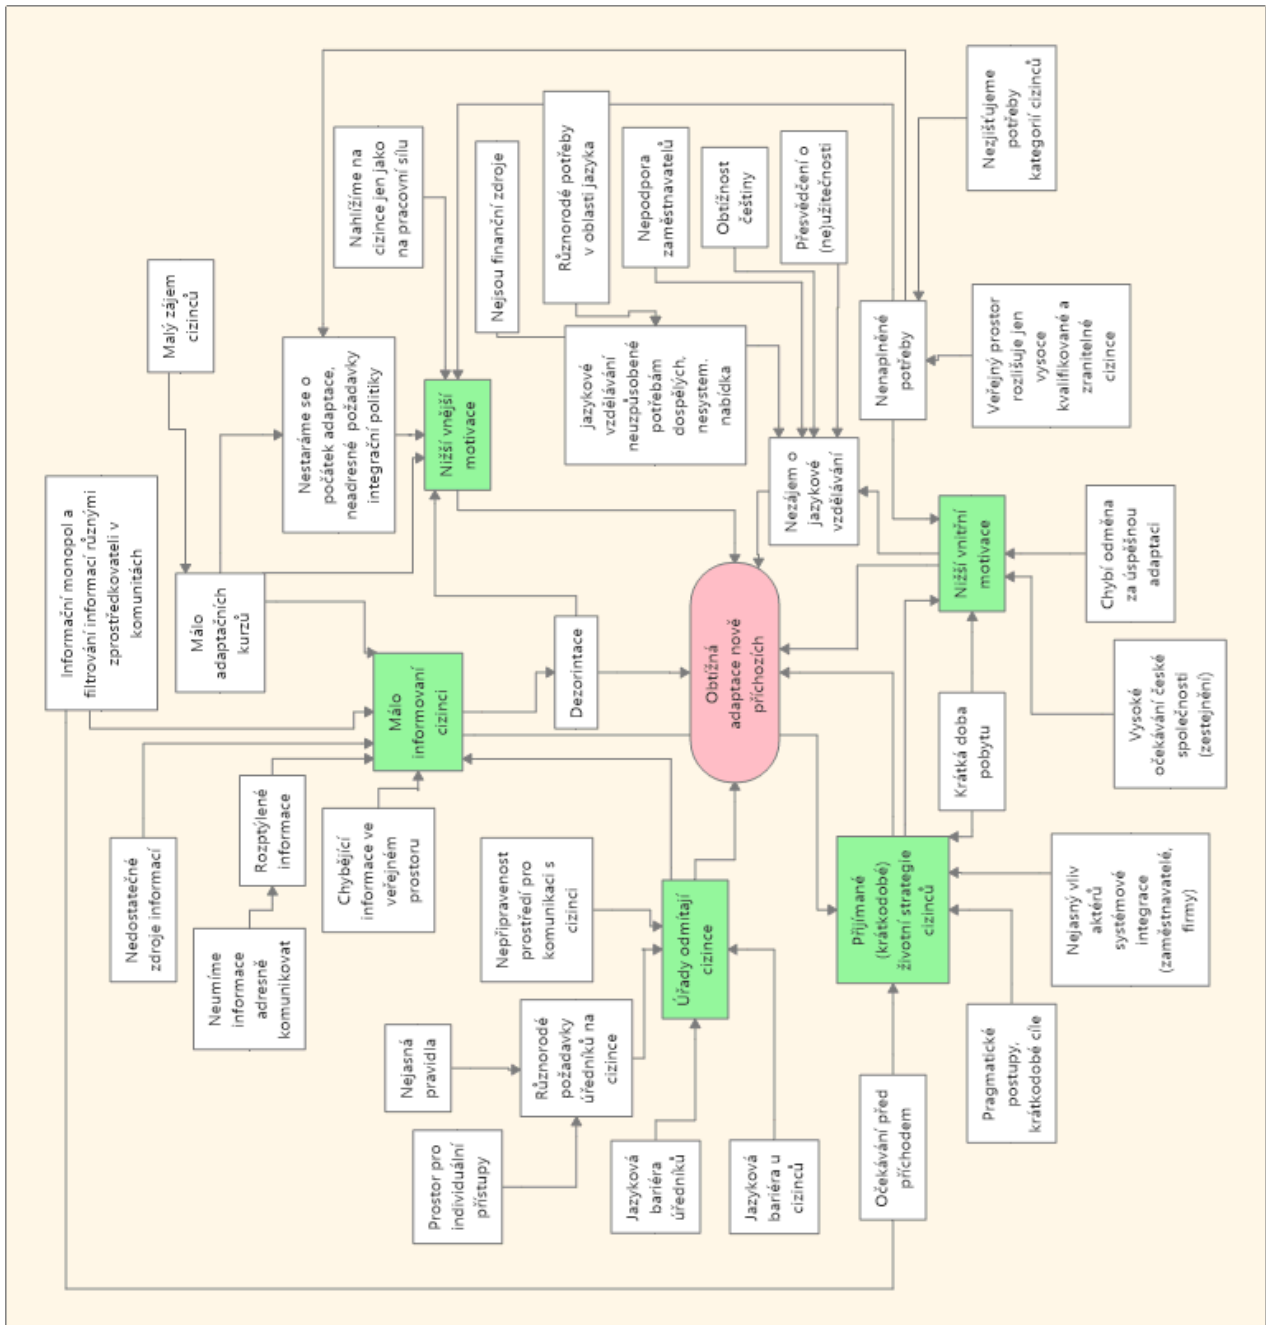 Informační monopol a
filtrování informací různými
zprostředkovateli v
komunitách
Nedostatečné
zdroje informací
Malý zájem
cizinců
Málo
adaptačních
kurzů
Neumíme
informace
adresně
komunikovat
Rozptýlené
informace
Nestaráme se o
počátek adaptace,
neadresné požadavky
integrační politiky
Chybějící
informace ve
veřejném
prostoru
Nahlížíme na
cizince jen jako
na pracovní sílu
Málo
informovaní
cizinci
Nejasná
pravidla
Prostor pro
individuální
přístupy
Nižší vnější
motivace
Nejsou finanční zdroje
Nepřipravenost
prostředí pro
komunikaci s
cizinci
Různorodé
požadavky
úředníků na
cizince
Různorodé potřeby
v oblasti jazyka
Dezorintace
jazykové
vzdělávání
neuzpůsobené
potřebám
dospělých,
nesystem.
nabídka
Jazyková
bariéra
úředníků
Nepodpora
zaměstnavatelů
Úřady odmítají
cizince
Obtížná
adaptace nově
příchozích
Obtížnost
češtiny
Jazyková
bariéra u
cizinců
Nezájem o
jazykové
vzdělávání
Přesvědčení o
(ne)užitečnosti
Přijímané
(krátkodobé)
životní strategie
cizinců
Očekávání před
příchodem
Nenaplněné
potřeby
Krátká doba
pobytu
Nižší vnitřní
motivace
Pragmatické
postupy,
krátkodobé cíle
Nezjišťujeme
potřeby
kategorií cizinců
Veřejný prostor
rozlišuje jen
vysoce
kvalifikované a
zranitelné
cizince
Nejasný vliv
aktérů
systémové
integrace
(zaměstnavatelé,
firmy)
Chybí odměna
za úspěšnou
adaptaci
Vysoké
očekávání české
společnosti
(zestejnění)